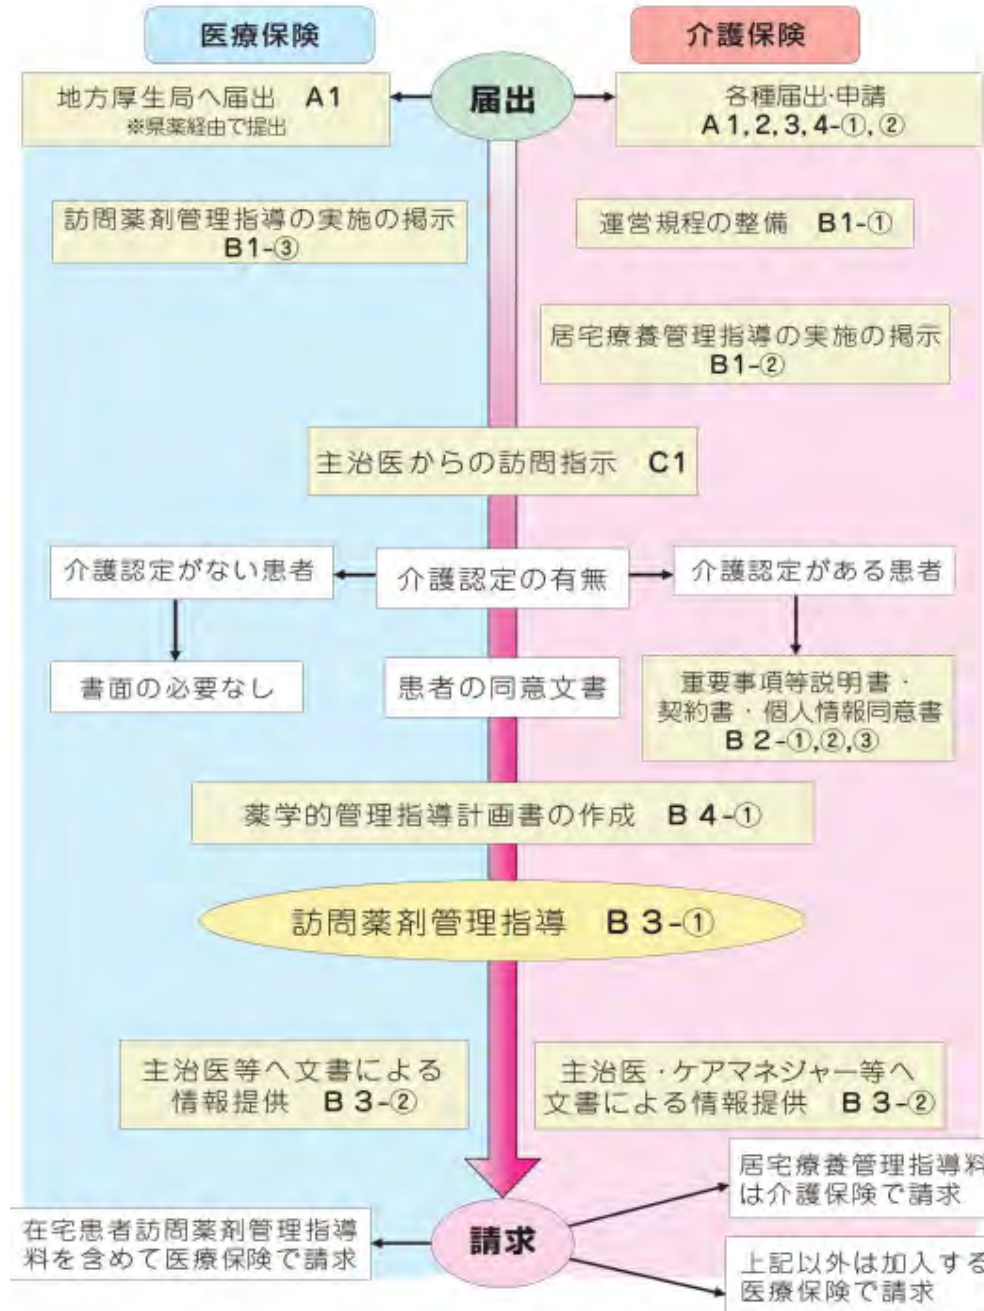 医療保険
介護保険
地方厚生局へ届出 A1
※県薬経由で提出
届出
各種届出·申請
A1,2,3,4-①,②
訪問薬剤管理指導の実施の掲示
B1-③
運営規程の整備 B1-①
居宅療養管理指導の実施の掲示
B1-②
主治医からの訪問指示 C1
介護認定がない患者
介護認定の有無
介護認定がある患者
書面の必要なし
患者の同意文書
重要事項等説明書・
契約書・個人情報同意書
B2-①,②,③
薬学的管理指導計画書の作成 B4-①
訪問薬剤管理指導 B3-①
主治医等へ文書による
情報提供 B3-②
主治医・ケアマネジャー等へ
文書による情報提供 B3-②
居宅療養管理指導料
は介護保険で請求
在宅患者訪問薬剤管理指導
料を含めて医療保険で請求
請求
上記以外は加入する
医療保険で請求